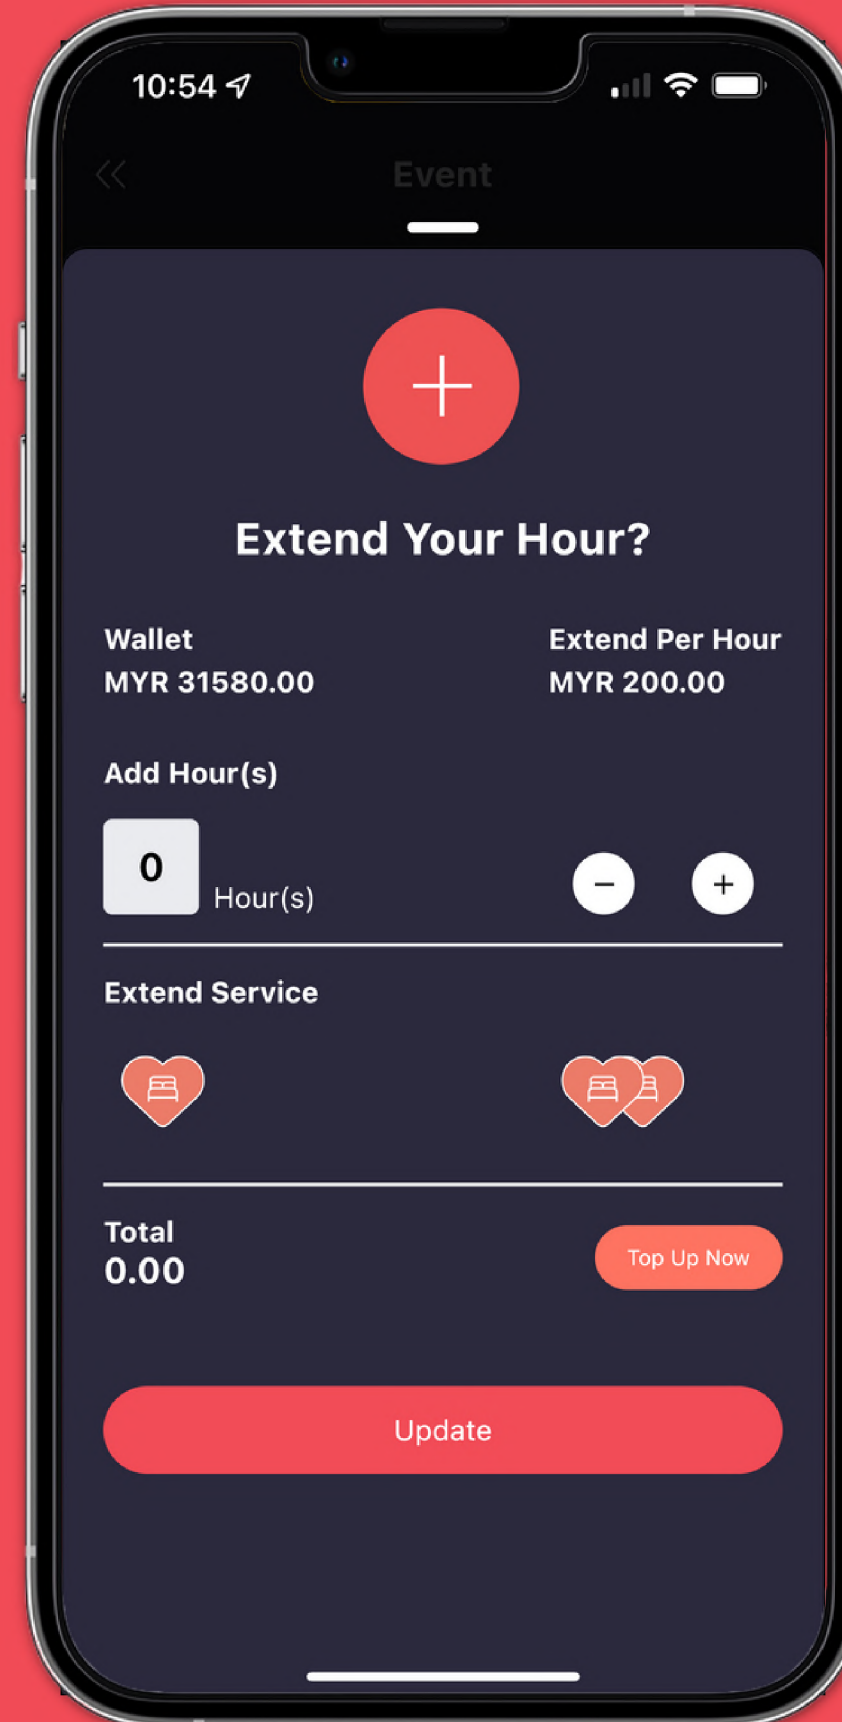 10:54
Event
Extend Your Hour?
Wallet
MYR 31580.00
Extend Per Hour
MYR 200.00
Add Hour(s)
0
Hour(s)
Extend Service
Total
0.00
Top Up Now
Update